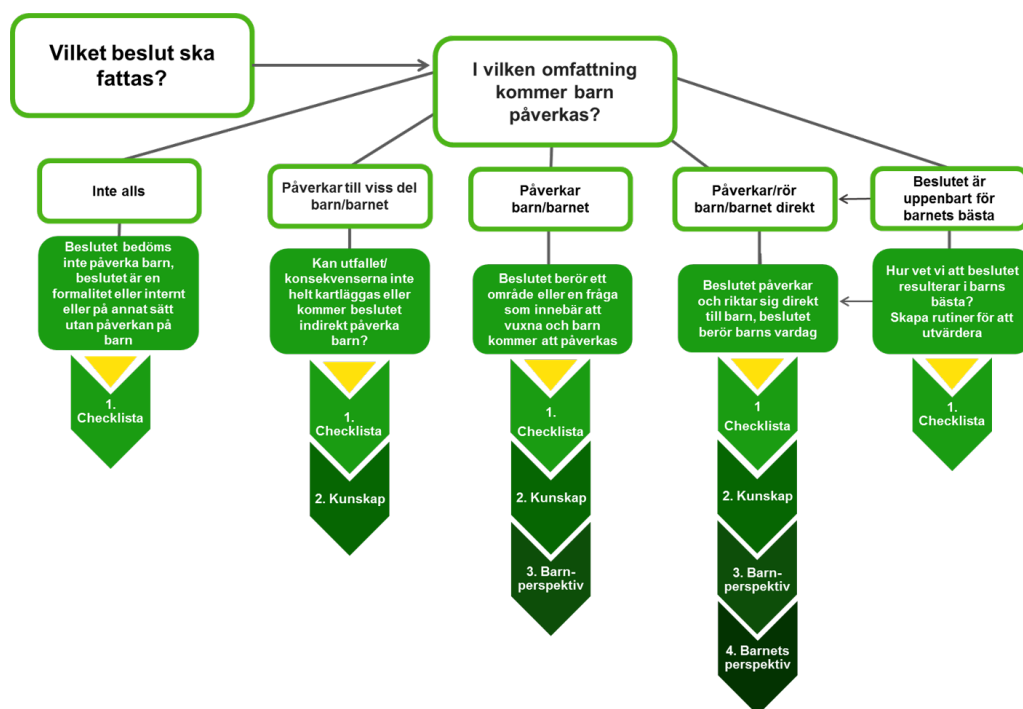 Vilket beslut ska
fattas?
I vilken omfattning
kommer barn
påverkas?
Inte alls
Påverkar till viss del
barn/barnet
Påverkar
barn/barnet
Påverkar/rör
barn/barnet direkt
Beslutet är
uppenbart för
barnets bästa
Beslutet bedöms
inte påverka barn,
beslutet är en
formalitet eller internt
eller på annat sätt
utan påverkan på
barn
Kan utfallet/
konsekvenserna inte
helt kartläggas eller
kommer beslutet
indirekt påverka
barn?
Beslutet berör ett
område eller en fråga
som innebär att
vuxna och barn
kommer att påverkas
Beslutet påverkar
och riktar sig direkt
till barn, beslutet
berör barns vardag
Hur vet vi att beslutet
resulterar i barns
bästa?
Skapa rutiner för att
utvärdera
1.
Checklista
1.
Checklista
2. Kunskap
1.
Checklista
2. Kunskap
3. Barn-
perspektiv
1
Checklista
2. Kunskap
3. Barn-
perspektiv
4. Barnets
perspektiv
1.
Checklista